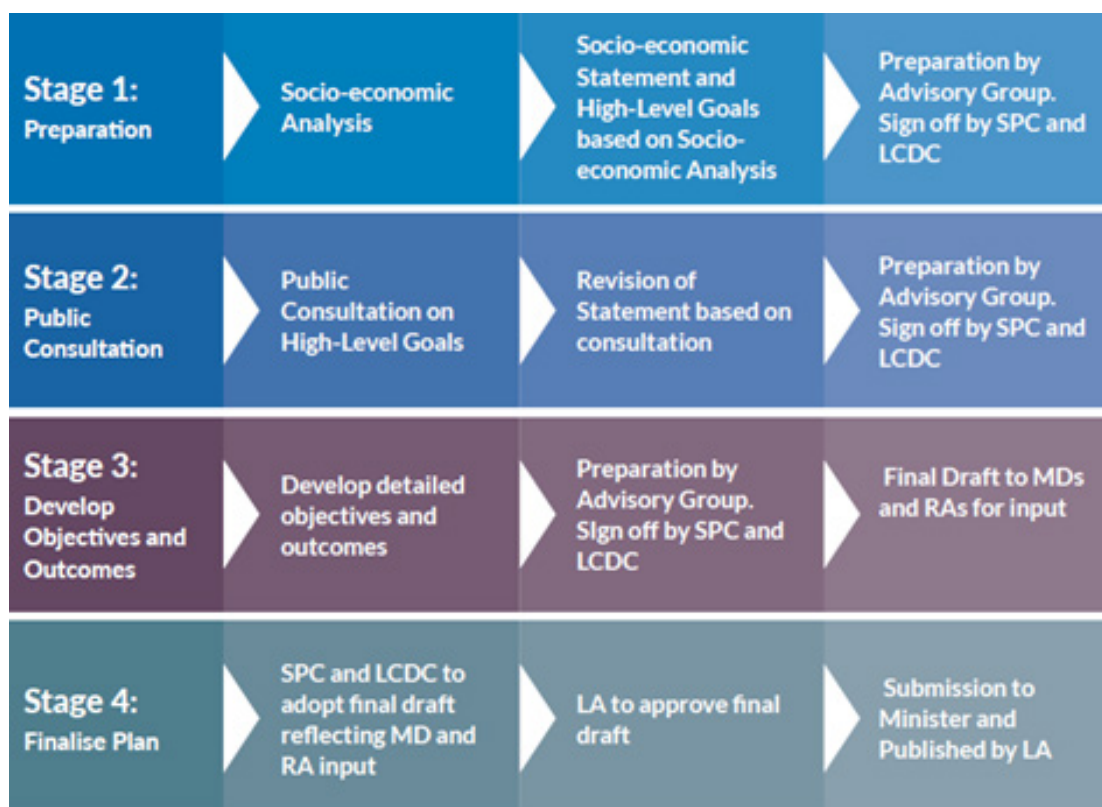 Stage 1:
Preparation
Socio-economic
Analysis
Socio-economic
Statement and
High-Level Goals
based on Socio-
economic Analysis
Preparation by
Advisory Group.
Sign off by SPC and
LCDC
Stage 2:
Public
Consultation
Public
Consultation on
High-Level Goals
Revision of
Statement based on
consultation
Preparation by
Advisory Group.
Sign off by SPC and
LCDC
Stage 3:
Develop
Objectives and
Outcomes
Develop detailed
objectives and
outcomes
Preparation by
Advisory Group.
SIgn off by SPC and
LCDC
Final Draft to MDs
and RAs for input
Stage 4:
Finalise Plan
SPC and LCDC to
adopt final draft
reflecting MD and
RA input
LA to approve final
draft
Submission to
Minister and
Published by LA